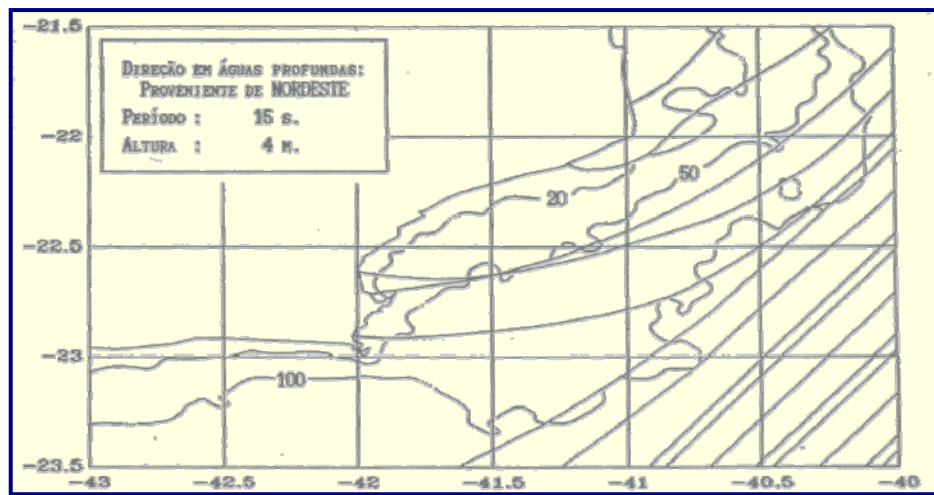 -21.5
DIREÇÃO EM ÁGUAS PROFUNDAS:
PROVENIENTE DE NORDESTE
PERÍODO : 15 s.
ALTURA : 4 M.
-22
50
20
-22.5
-23
100
-23.5
-43 -42.5 -42 -41.5 -41 -40.5 -40